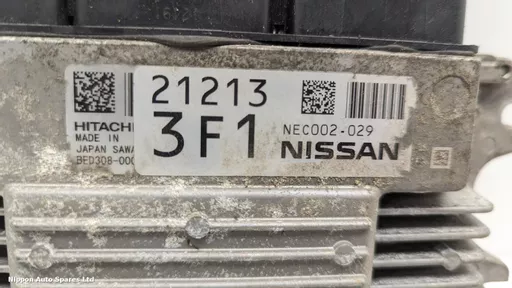 21213
HITACHI
3F1
NEC002-029
MADE IN
JAPAN SAWA
NISSAN
BED308-000
Nippon Auto Spares Ltd